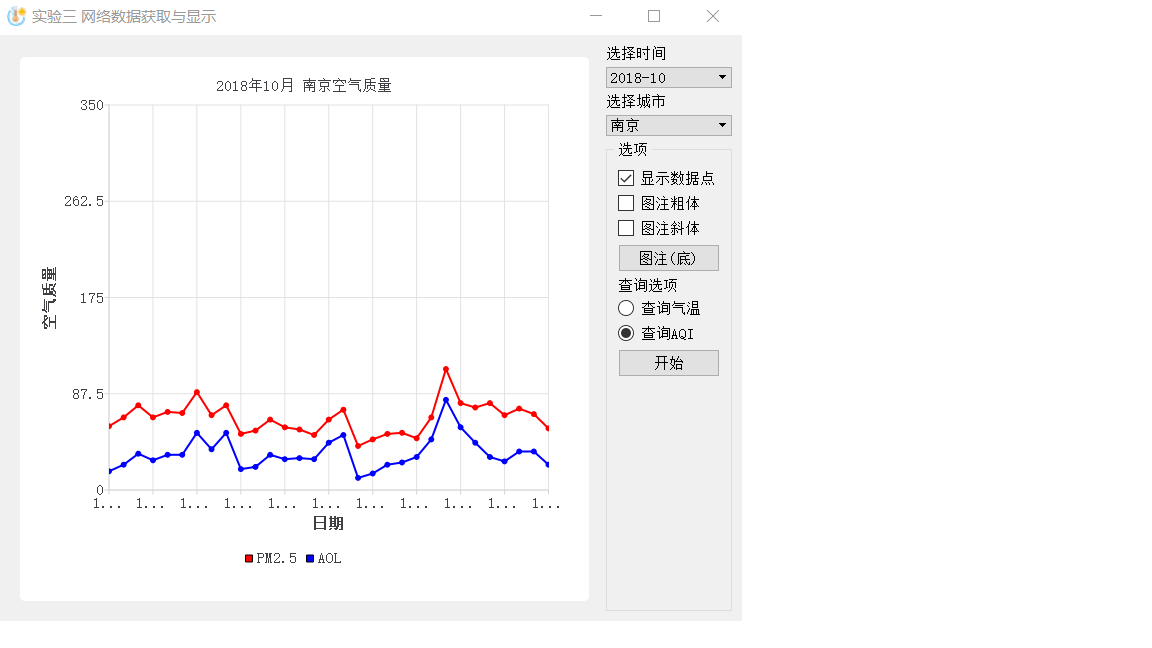 实验三 网络数据获取与显示
2018年10月 南京空气质量
350
262.5
175
87.5
0
空气质量
1... 1... 1... 1... 1... 1... 1... 1... 1... 1... 1...
日期
PM2.5 AOL
选择时间
2018-10
选择城市
南京
选项
显示数据点
图注粗体
图注斜体
图注(底)
查询选项
查询气温
查询AQI
开始